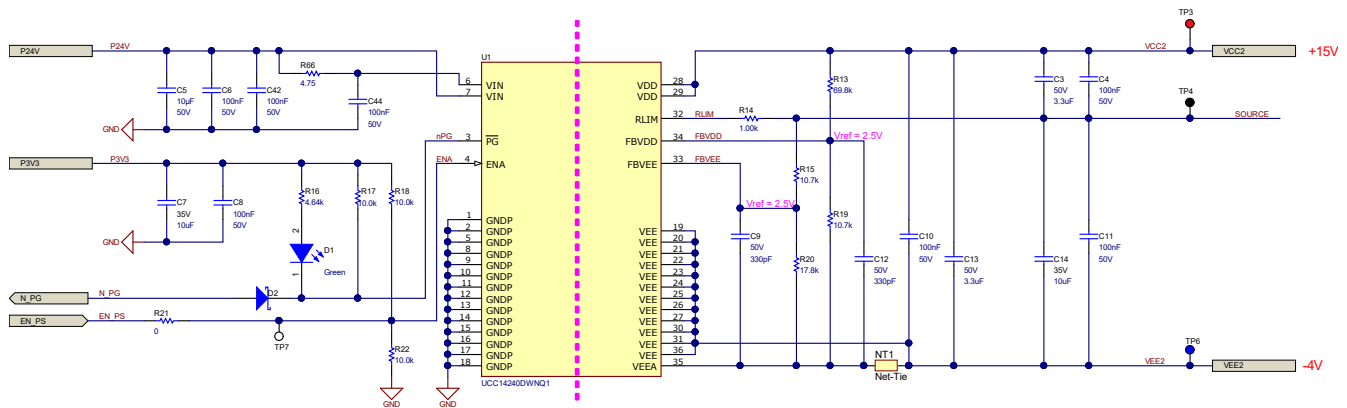 P24V
P24V
C5
10µF
50V
C6
100nF
50V
C42
100nF
50V
R66
4.75
C44
100nF
50V
GND
P3V3
P3V3
C7
35V
10uF
C8
100nF
50V
GND
R16
4.64k
R17
10.0k
R18
10.0k
2
D1
1
Green
N_PG
N_PG
D2
EN_PS
EN_PS
R21
0
TP7
R22
10.0k
GND
GND
nPG
ENA
U1
6 VIN
7 VIN
3 PG
4 ENA
1 GNDP
2 GNDP
5 GNDP
8 GNDP
9 GNDP
10 GNDP
11 GNDP
12 GNDP
13 GNDP
14 GNDP
15 GNDP
16 GNDP
17 GNDP
18 GNDP
UCC14240DWNQ1
VDD 28
VDD 29
RLIM 32
FBVDD 34
FBVEE 33
VEE 19
VEE 20
VEE 21
VEE 22
VEE 23
VEE 24
VEE 25
VEE 26
VEE 27
VEE 30
VEE 31
VEE 36
VEEA 35
RLIM
FBVDD
FBVEE
R14
1.00k
R13
69.8k
Vref = 2.5V
R15
10.7k
Vref = 2.5V
R19
10.7k
R20
17.8k
C9
50V
330pF
C12
50V
330pF
C10
100nF
50V
C13
50V
3.3uF
C3
50V
3.3uF
C4
100nF
50V
C14
35V
10uF
C11
100nF
50V
NT1
Net-Tie
TP3
VCC2
VCC2
+15V
TP4
SOURCE
TP6
VEE2
VEE2
-4V